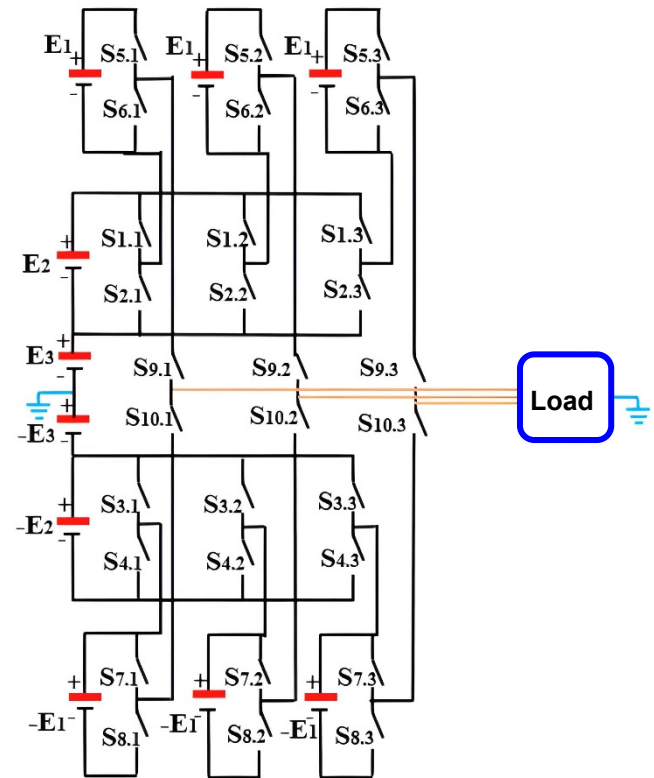 E1 + S5.1 E1 + S5.2 E1 + S5.3
- S6.1 - S6.2 - S6.3
+ S1.1 S1.2 S1.3
E2 - S2.1 S2.2 S2.3
+
E3 - S9.1 S9.2 S9.3
+ Load
-E3 - S10.1 S10.2 S10.3
+ S3.1 S3.2 S3.3
-E2 - S4.1 S4.2 S4.3
+ S7.1 + S7.2 + S7.3
-E1 - S8.1 -E1 - S8.2 -E1 - S8.3